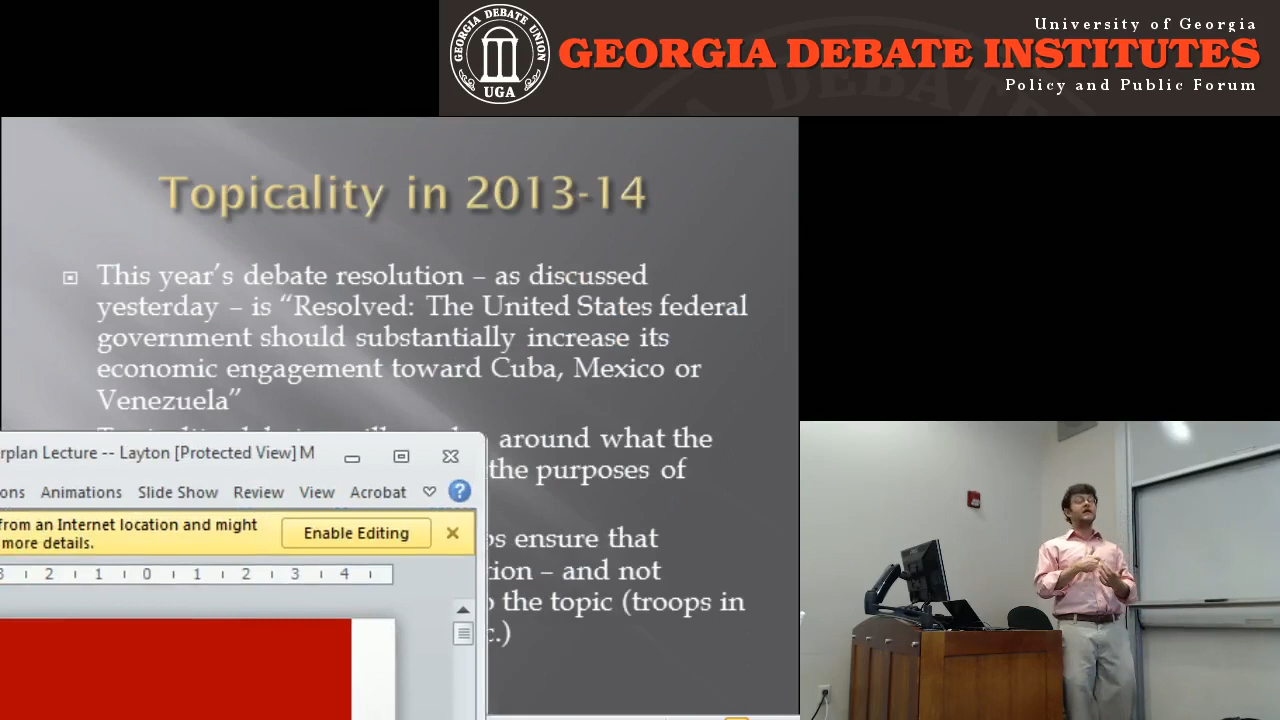 University of Georgia
GEORGIA DEBATE INSTITUTES
Policy and Public Forum
GEORGIA DEBATE UNION
UGA
Topicality in 2013-14
This year's debate resolution – as discussed
yesterday – is “Resolved: The United States federal
government should substantially increase its
economic engagement toward Cuba, Mexico or
Venezuela”
around what the
the purposes of
ensure that
– and not
the topic (troops in
rplan Lecture -- Layton [Protected View] M
ons Animations Slide Show Review View Acrobat
from an Internet location and might
more details.
Enable Editing
3 2 1 0 1 2 3 4